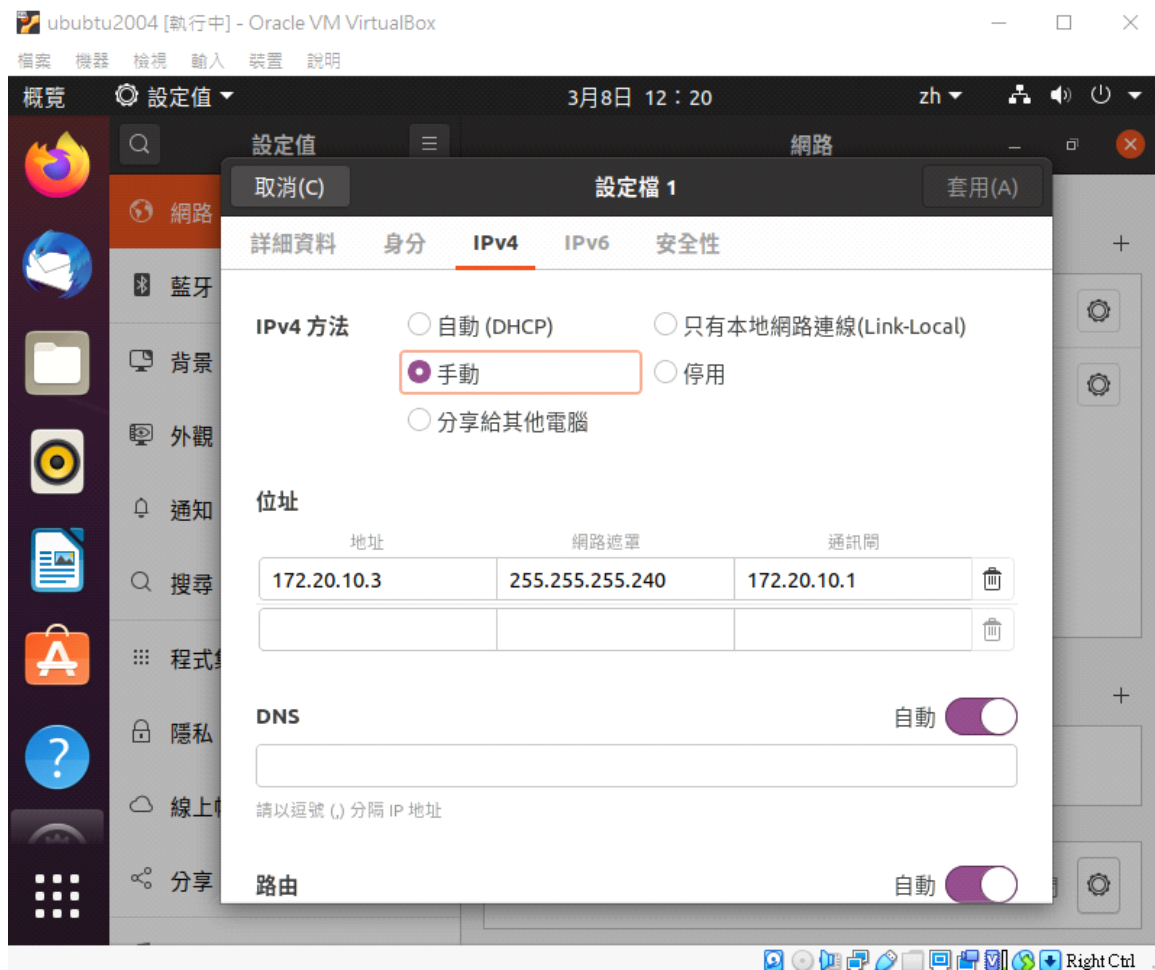 ububtu2004 [執行中] - Oracle VM VirtualBox
檔案 機器 檢視 輸入 裝置 說明
概覽 設定值 3月8日 12：20 zh
設定值 網路
取消(C) 設定檔 1 套用(A)
網路
詳細資料 身分 IPv4 IPv6 安全性
藍牙
IPv4 方法 自動 (DHCP) 只有本地網路連線(Link-Local)
背景 手動 停用
分享給其他電腦
外觀
位址
通知
地址 網路遮罩 通訊閘
搜尋 172.20.10.3 255.255.255.240 172.20.10.1
程式
DNS 自動
隱私
線上
請以逗號 (,) 分隔 IP 地址
分享
路由 自動
Right Ctrl